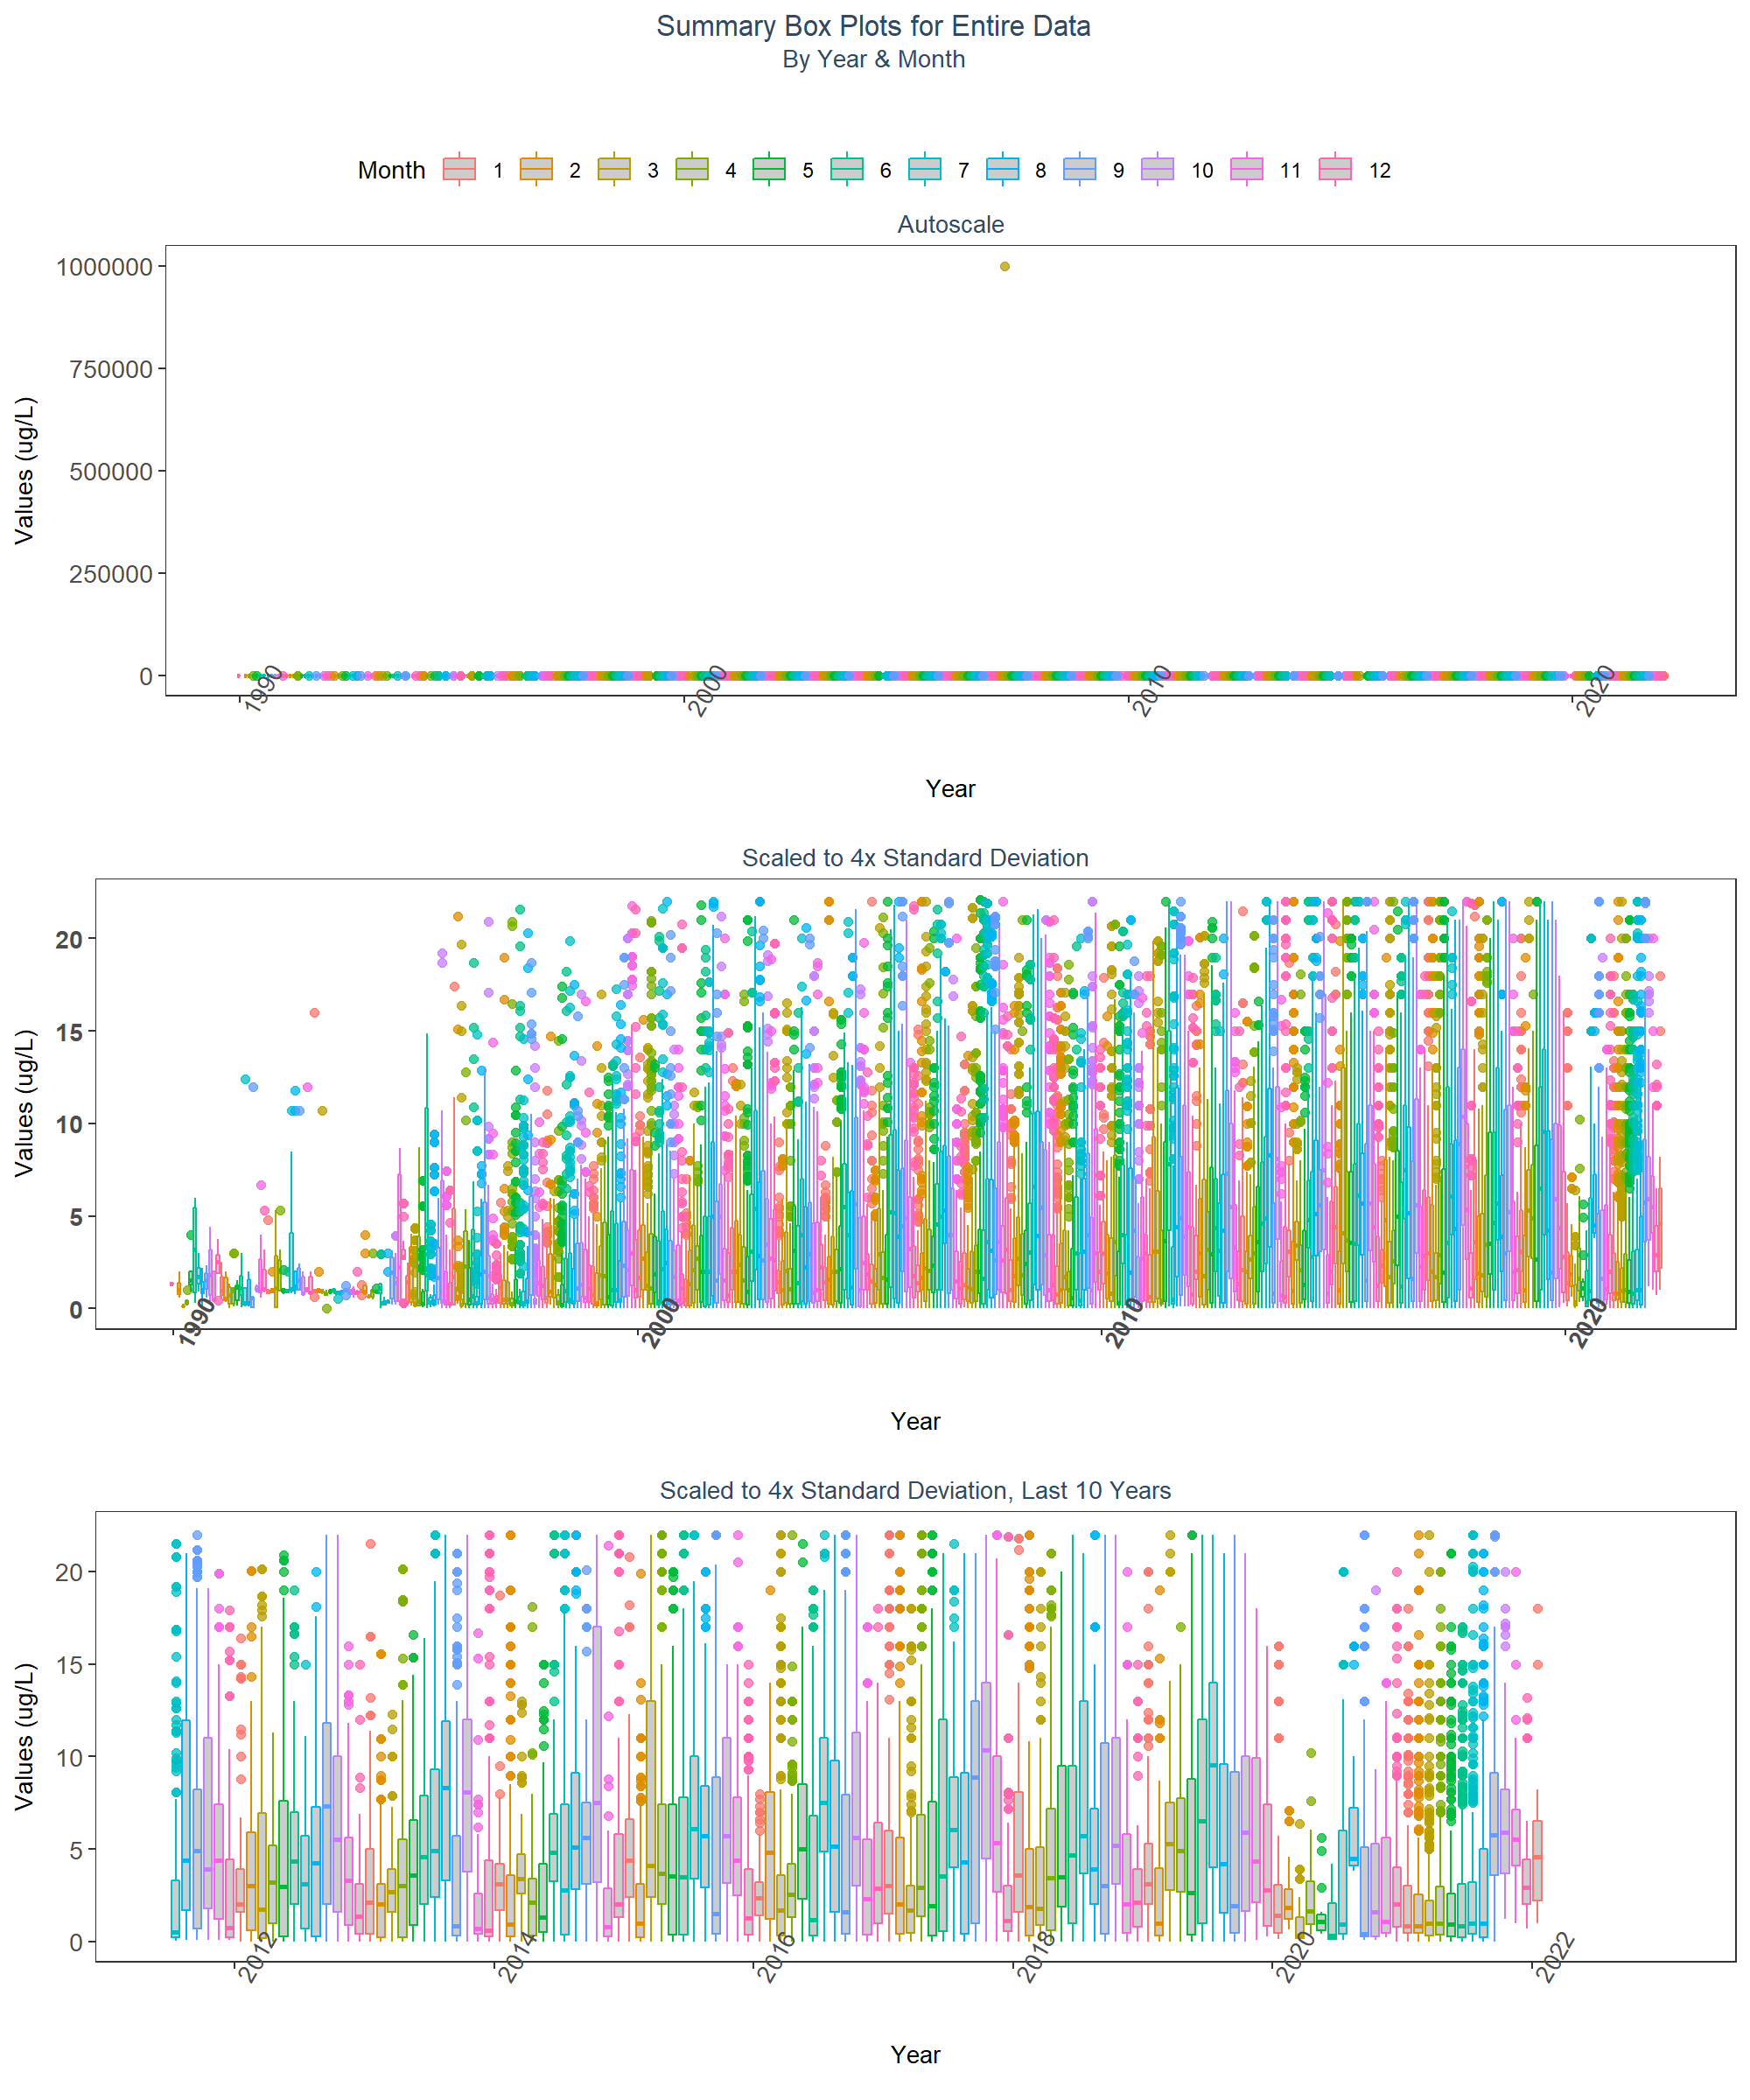 Summary Box Plots for Entire Data
By Year & Month
Month 1 2 3 4 5 6 7 8 9 10 11 12
Autoscale
Values (ug/L)
1000000
750000
500000
250000
0
1990 2000 2010 2020
Year
Scaled to 4x Standard Deviation
Values (ug/L)
20
15
10
5
0
1990 2000 2010 2020
Year
Scaled to 4x Standard Deviation, Last 10 Years
Values (ug/L)
20
15
10
5
0
2012 2014 2016 2018 2020 2022
Year